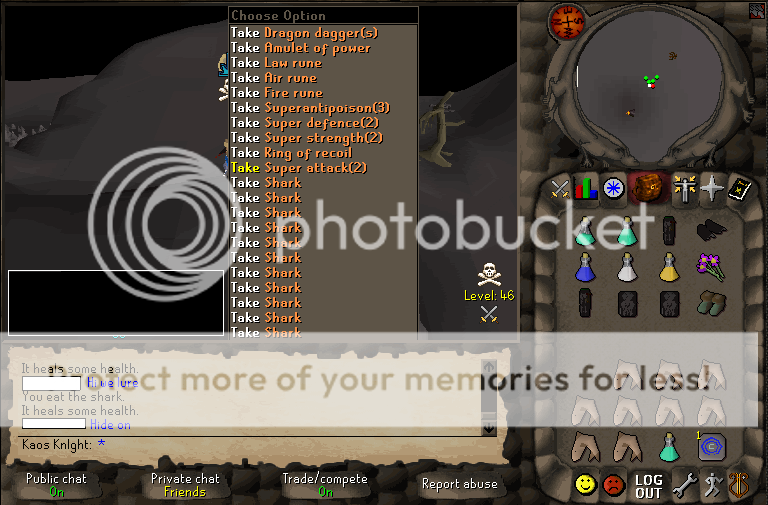 Choose Option
Take Dragon dagger(s)
Take Amulet of power
Take Law rune
Take Air rune
Take Fire rune
Take Superantipoison(3)
Take Super defence(2)
Take Super strength(2)
Take Ring of recoil
Take Super attack(2)
Take Shark
Take Shark
Take Shark
Take Shark
Take Shark
Take Shark
Take Shark
Take Shark
Take Shark
Take Shark
Take Shark
photobucket
Level: 46
Protect more of your memories for less!
It heals some health.
Hi we lure
You eat the shark.
It heals some health.
Hide on
Kaos Kn1ght: *
1
Public chat
On
Private chat
Friends
Trade/compete
On
Report abuse
LOG
OUT